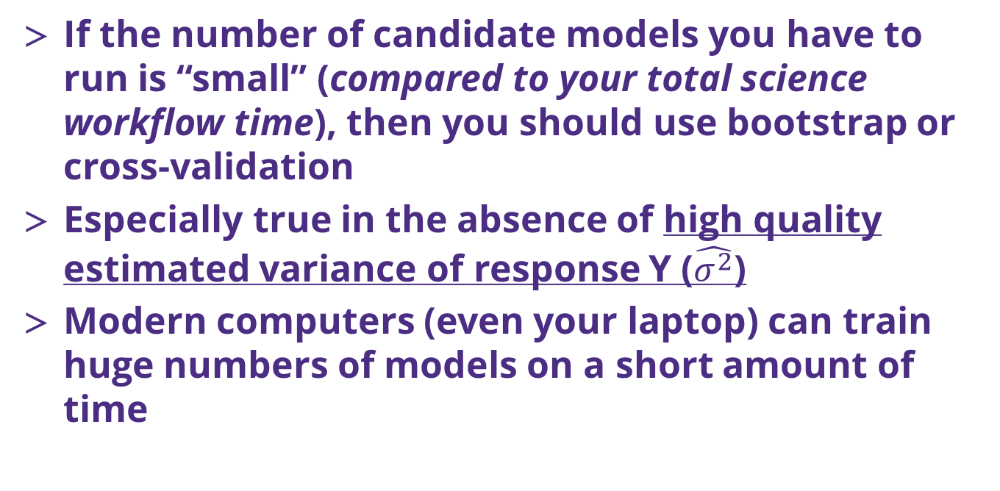 > If the number of candidate models you have to
run is “small” (compared to your total science
workflow time), then you should use bootstrap or
cross-validation
> Especially true in the absence of high quality
estimated variance of response Y (σ̂²)
> Modern computers (even your laptop) can train
huge numbers of models on a short amount of
time